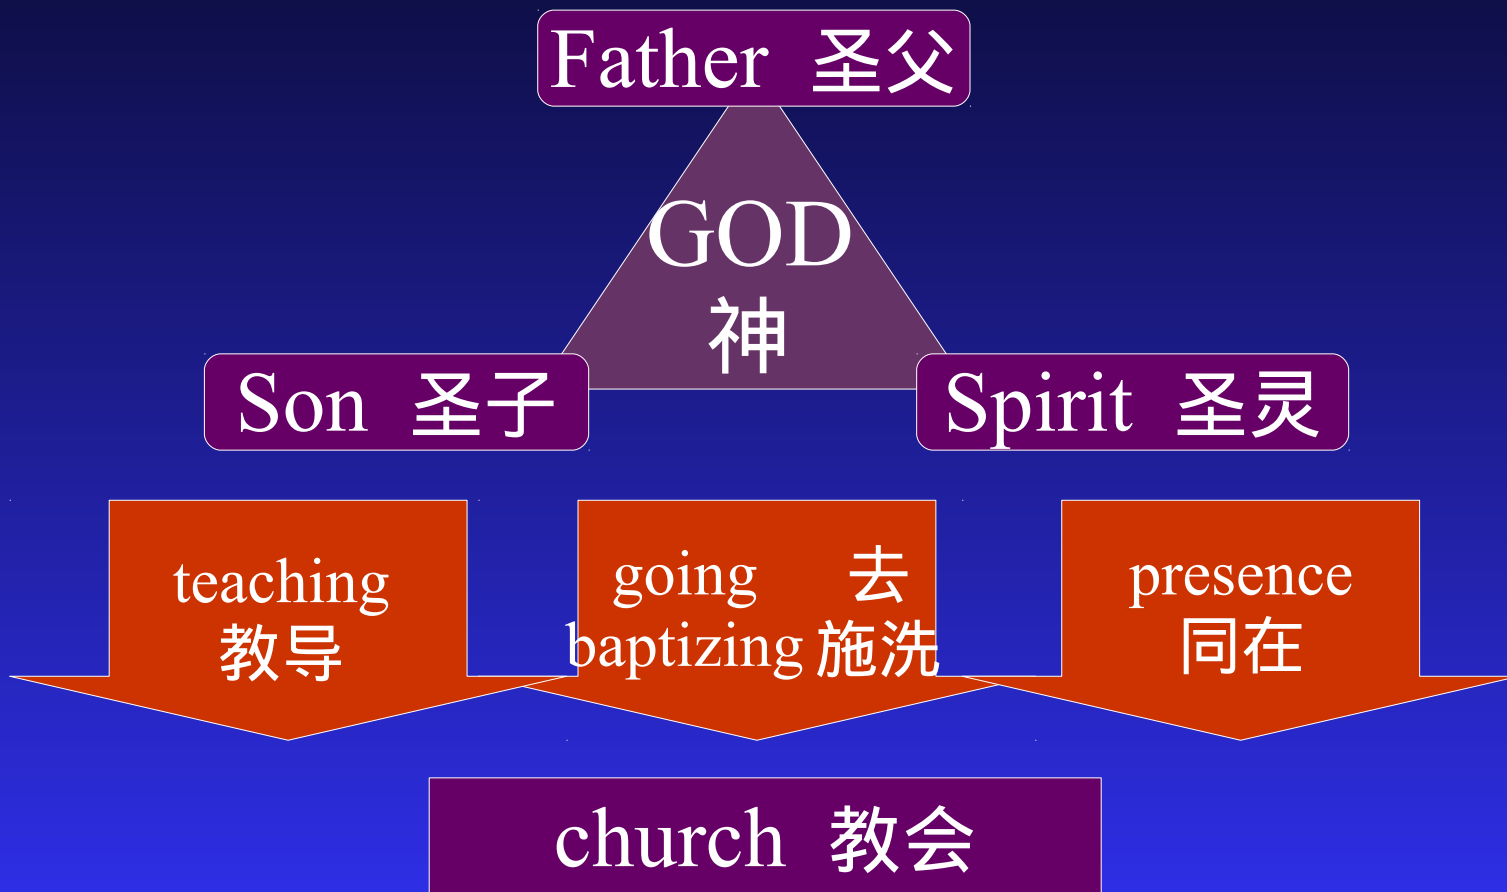 Father 圣父
GOD
神
Son 圣子
Spirit 圣灵
teaching
教导
going 去
baptizing 施洗
presence
同在
church 教会